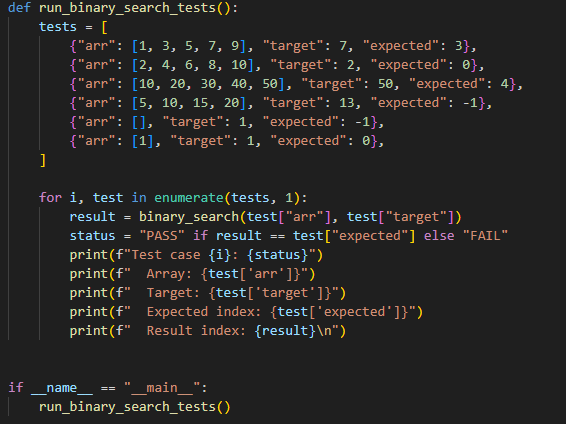 def run_binary_search_tests():
    tests = [
        {"arr": [1, 3, 5, 7, 9], "target": 7, "expected": 3},
        {"arr": [2, 4, 6, 8, 10], "target": 2, "expected": 0},
        {"arr": [10, 20, 30, 40, 50], "target": 50, "expected": 4},
        {"arr": [5, 10, 15, 20], "target": 13, "expected": -1},
        {"arr": [], "target": 1, "expected": -1},
        {"arr": [1], "target": 1, "expected": 0},
    ]

    for i, test in enumerate(tests, 1):
        result = binary_search(test["arr"], test["target"])
        status = "PASS" if result == test["expected"] else "FAIL"
        print(f"Test case {i}: {status}")
        print(f"  Array: {test['arr']}")
        print(f"  Target: {test['target']}")
        print(f"  Expected index: {test['expected']}")
        print(f"  Result index: {result}\n")


if __name__ == "__main__":
    run_binary_search_tests()